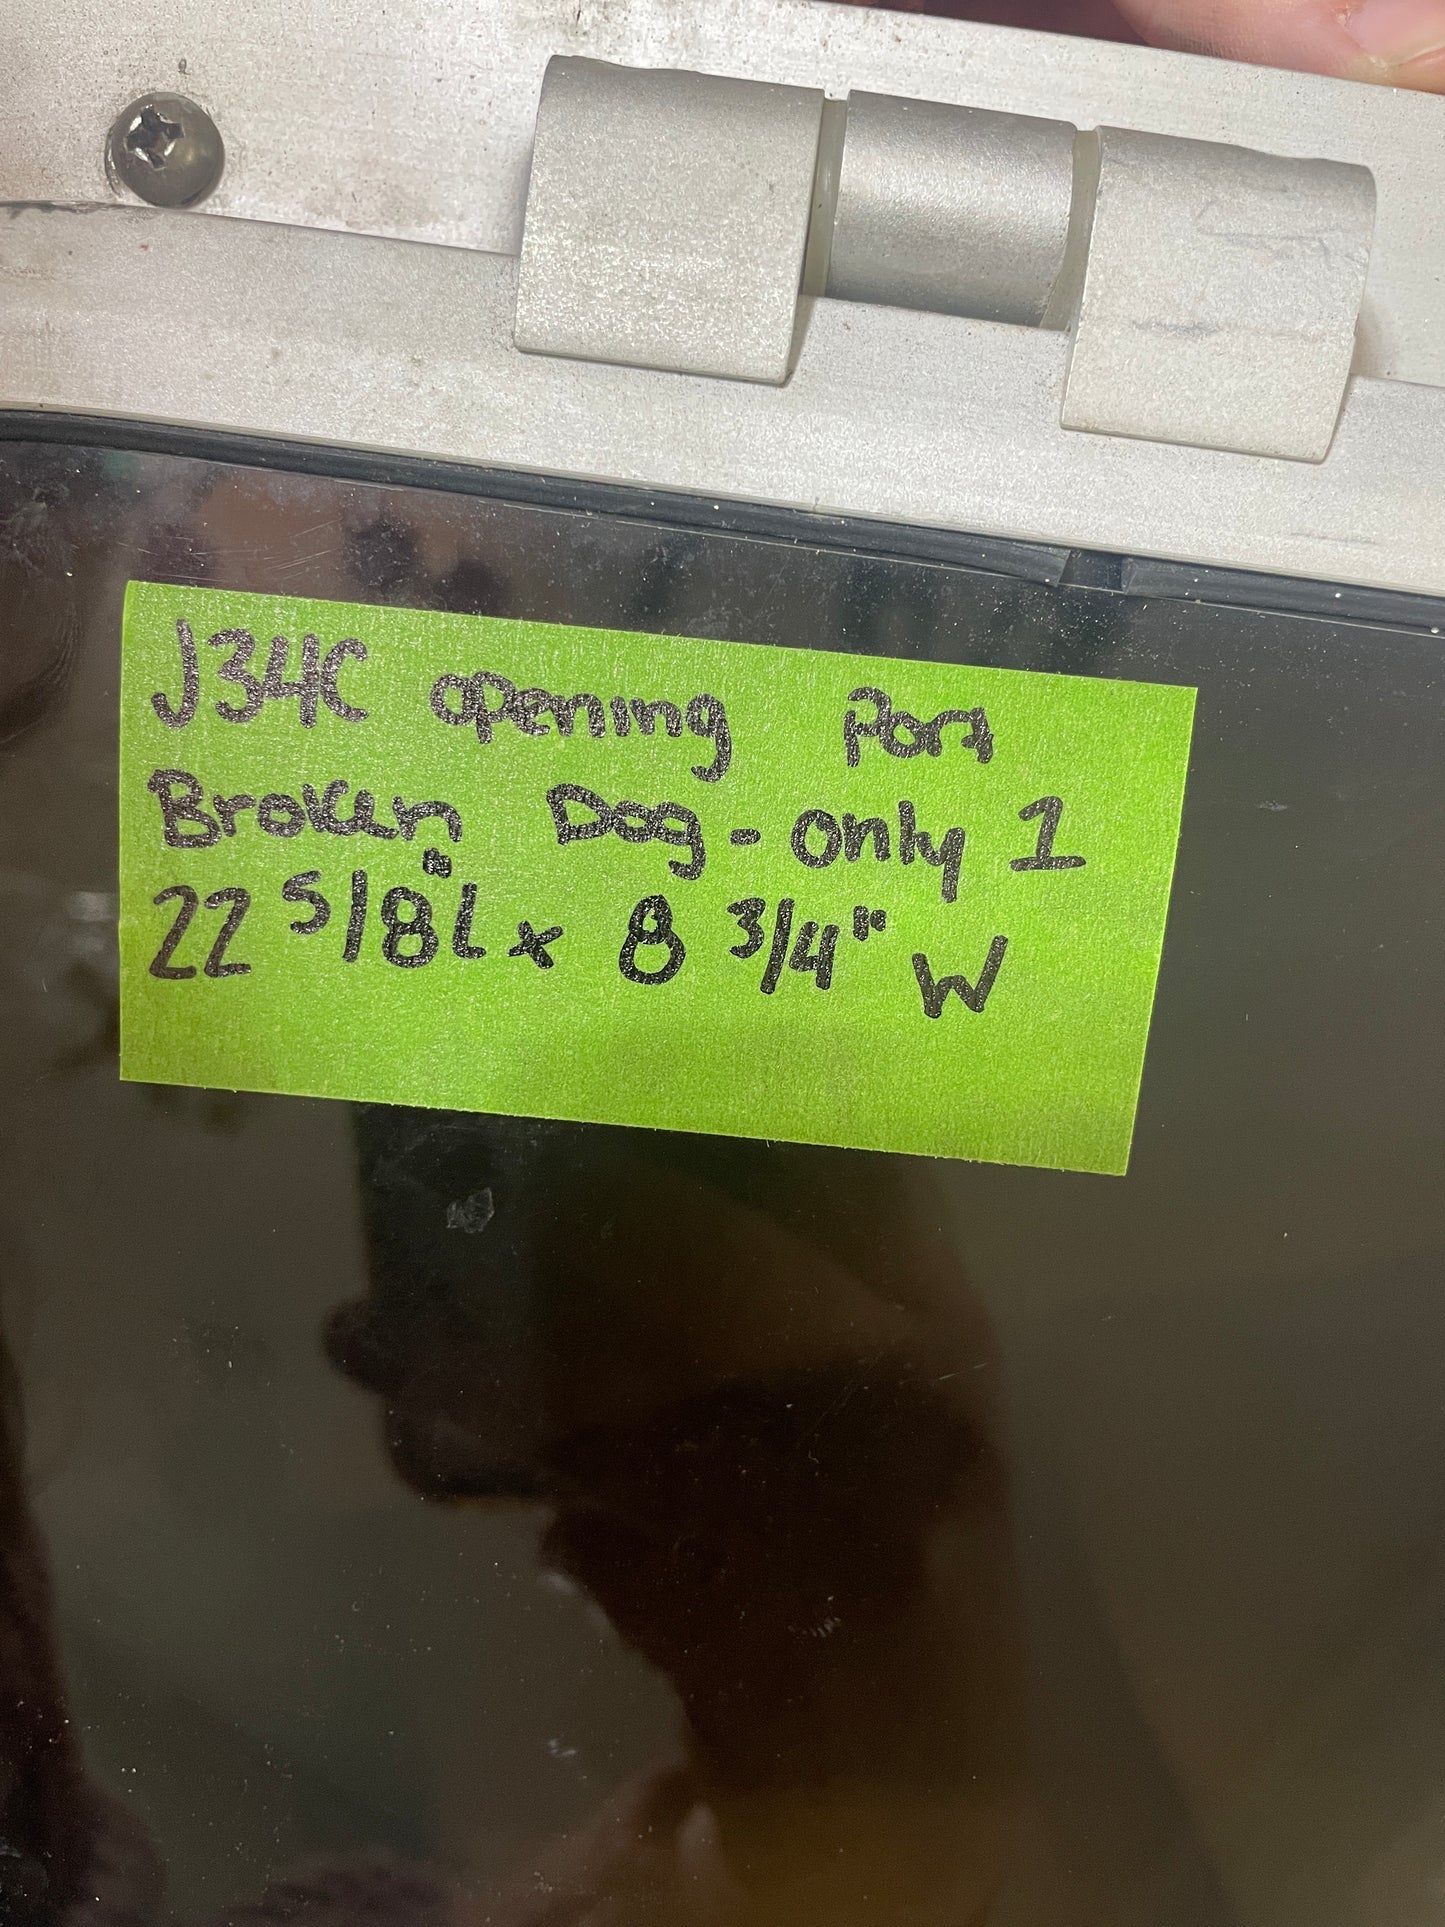 J34C opening Port
Broken Dog - only 1
22 5/8" L x 8 3/4" W